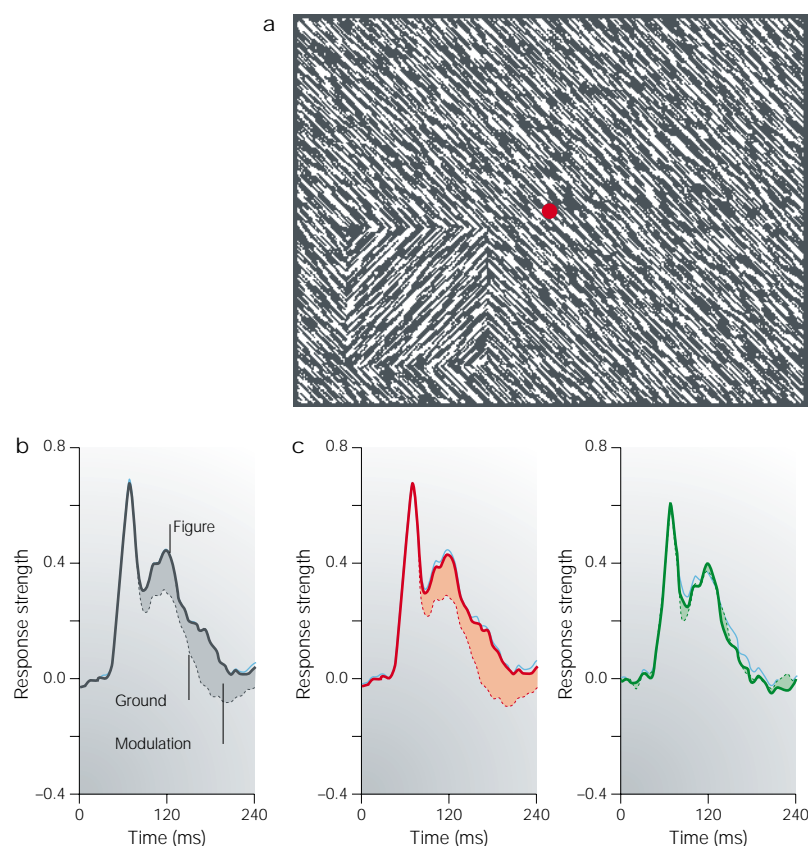 a
b
0.8
0.4
0.0
–0.4
Response strength
Figure
Ground
Modulation
0
120
240
Time (ms)
c
0.8
0.4
0.0
–0.4
Response strength
0
120
240
Time (ms)
0.8
0.4
0.0
–0.4
Response strength
0
120
240
Time (ms)